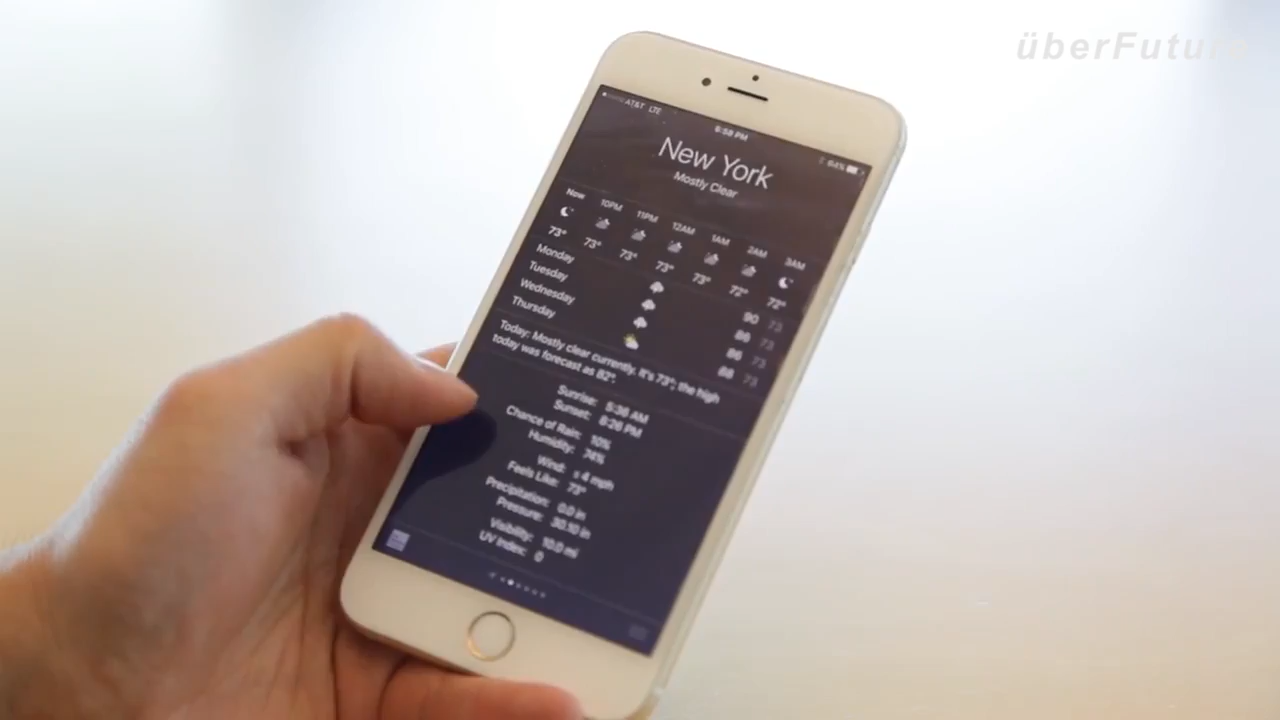 überFuture
AT&T LTE
6:58 PM
64%
New York
Mostly Clear
Now 10PM 11PM 12AM 1AM 2AM 3AM
73° 73° 73° 73° 73° 72° 72°
Monday 90 73
Tuesday 86 73
Wednesday 86 73
Thursday 88 73
Today: Mostly clear currently. It's 73°; the high
today was forecast as 82°.
Sunrise: 5:36 AM
Sunset: 8:26 PM
Chance of Rain: 10%
Humidity: 74%
Wind: s 4 mph
Feels Like: 73°
Precipitation: 0.0 in
Pressure: 30.10 in
Visibility: 10.0 mi
UV Index: 0